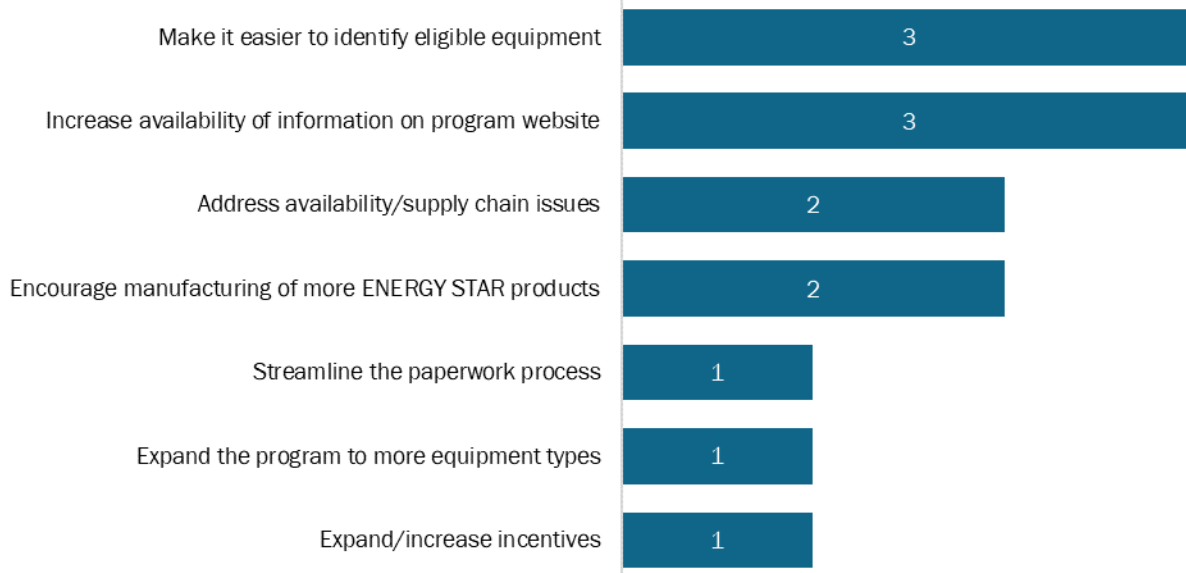 Make it easier to identify eligible equipment 3
Increase availability of information on program website 3
Address availability/supply chain issues 2
Encourage manufacturing of more ENERGY STAR products 2
Streamline the paperwork process 1
Expand the program to more equipment types 1
Expand/increase incentives 1